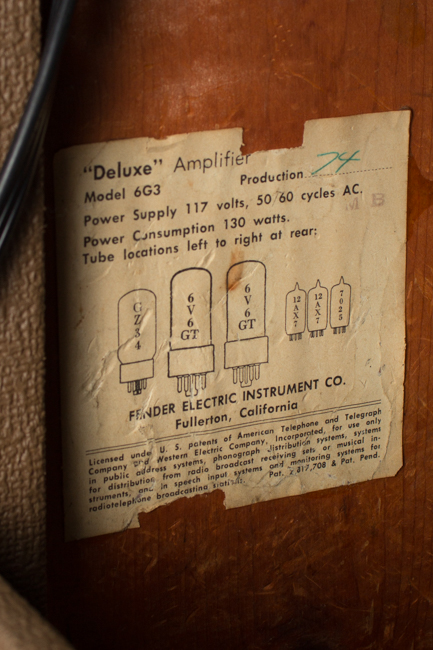 "Deluxe" Amplifier
Model 6G3
Production 74
Power Supply 117 volts, 50/60 cycles AC.
M B
Power Consumption 130 watts.
Tube locations left to right at rear:
GZ34
6V6GT
6V6GT
12AX7
12AX7
7025
FENDER ELECTRIC INSTRUMENT CO.
Fullerton, California
Licensed under U. S. patents of American Telephone and Telegraph
Company and Western Electric Company, Incorporated, for use only
in public address systems, phonograph distribution systems, systems
for distribution from radio broadcast receiving sets or musical in-
struments, and in speech input systems and monitoring systems for
radiotelephone broadcasting stations. Pat. 2,817,708 & Pat. Pend.